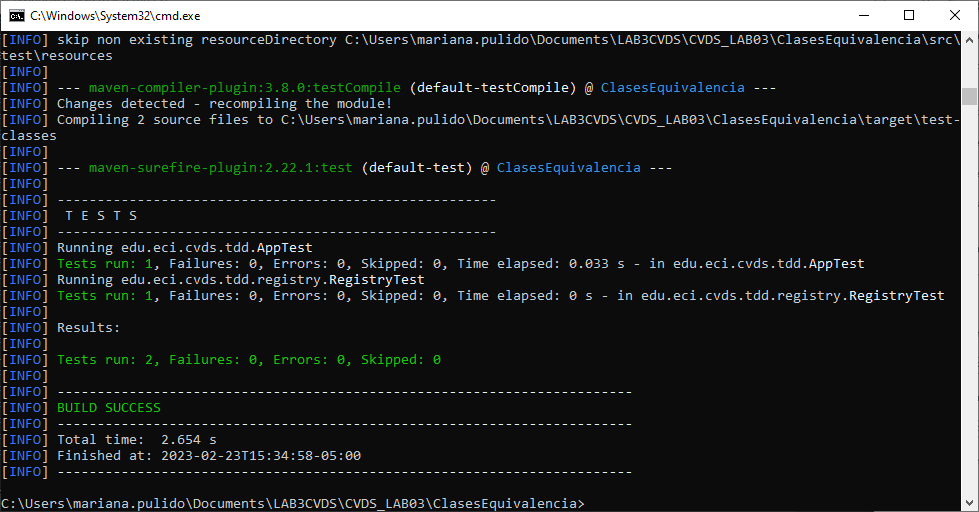 C:\Windows\System32\cmd.exe
[INFO] skip non existing resourceDirectory C:\Users\mariana.pulido\Documents\LAB3CVDS\CVDS_LAB03\ClasesEquivalencia\src\
test\resources
[INFO]
[INFO] --- maven-compiler-plugin:3.8.0:testCompile (default-testCompile) @ ClasesEquivalencia ---
[INFO] Changes detected - recompiling the module!
[INFO] Compiling 2 source files to C:\Users\mariana.pulido\Documents\LAB3CVDS\CVDS_LAB03\ClasesEquivalencia\target\test-
classes
[INFO]
[INFO] --- maven-surefire-plugin:2.22.1:test (default-test) @ ClasesEquivalencia ---
[INFO]
[INFO] -------------------------------------------------------
[INFO]  T E S T S
[INFO] -------------------------------------------------------
[INFO] Running edu.eci.cvds.tdd.AppTest
[INFO] Tests run: 1, Failures: 0, Errors: 0, Skipped: 0, Time elapsed: 0.033 s - in edu.eci.cvds.tdd.AppTest
[INFO] Running edu.eci.cvds.tdd.registry.RegistryTest
[INFO] Tests run: 1, Failures: 0, Errors: 0, Skipped: 0, Time elapsed: 0 s - in edu.eci.cvds.tdd.registry.RegistryTest
[INFO]
[INFO] Results:
[INFO]
[INFO] Tests run: 2, Failures: 0, Errors: 0, Skipped: 0
[INFO]
[INFO] ------------------------------------------------------------------------
[INFO] BUILD SUCCESS
[INFO] ------------------------------------------------------------------------
[INFO] Total time:  2.654 s
[INFO] Finished at: 2023-02-23T15:34:58-05:00
[INFO] ------------------------------------------------------------------------
C:\Users\mariana.pulido\Documents\LAB3CVDS\CVDS_LAB03\ClasesEquivalencia>